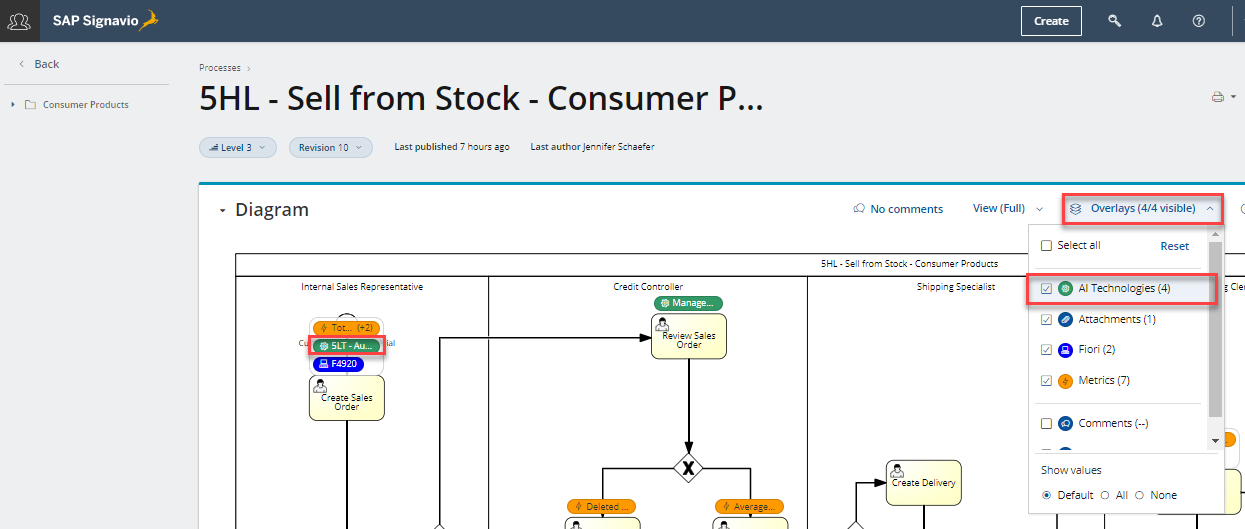 SAP Signavio
Create
Back
Consumer Products
Processes
5HL - Sell from Stock - Consumer P...
Level 3
Revision 10
Last published 7 hours ago
Last author Jennifer Schaefer
Diagram
No comments
View (Full)
Overlays (4/4 visible)
Select all
Reset
AI Technologies (4)
Attachments (1)
Fiori (2)
Metrics (7)
Comments (--)
Show values
Default
All
None
5HL - Sell from Stock - Consumer Products
Internal Sales Representative
Credit Controller
Shipping Specialist
Tot... (+2)
5LT - Au...
F4920
Create Sales
Order
Manage...
Review Sales
Order
X
Deleted ...
Average...
Create Delivery